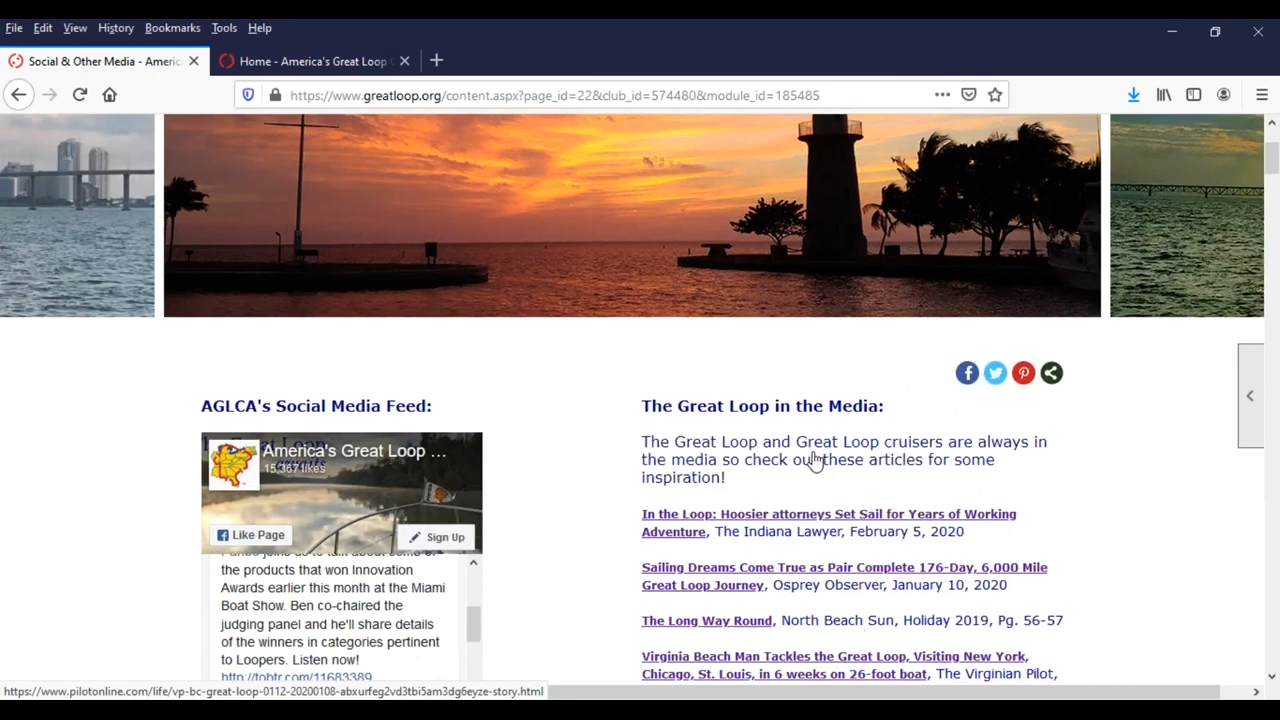 File Edit View History Bookmarks Tools Help
Social & Other Media - Americ
Home - America's Great Loop
https://www.greatloop.org/content.aspx?page_id=22&club_id=574480&module_id=185485
AGLCA's Social Media Feed:
America's Great Loop ...
15,367 likes
Like Page
Sign Up
the products that won Innovation
Awards earlier this month at the Miami
Boat Show. Ben co-chaired the
judging panel and he'll share details
of the winners in categories pertinent
to Loopers. Listen now!
http://tobtr.com/11683389
The Great Loop in the Media:
The Great Loop and Great Loop cruisers are always in
the media so check out these articles for some
inspiration!
In the Loop: Hoosier attorneys Set Sail for Years of Working
Adventure, The Indiana Lawyer, February 5, 2020
Sailing Dreams Come True as Pair Complete 176-Day, 6,000 Mile
Great Loop Journey, Osprey Observer, January 10, 2020
The Long Way Round, North Beach Sun, Holiday 2019, Pg. 56-57
Virginia Beach Man Tackles the Great Loop, Visiting New York,
Chicago, St. Louis, in 6 weeks on 26-foot boat, The Virginian Pilot,
https://www.pilotonline.com/life/vp-bc-great-loop-0112-20200108-abxurfeg2vd3tbi5am3dg6eyze-story.html